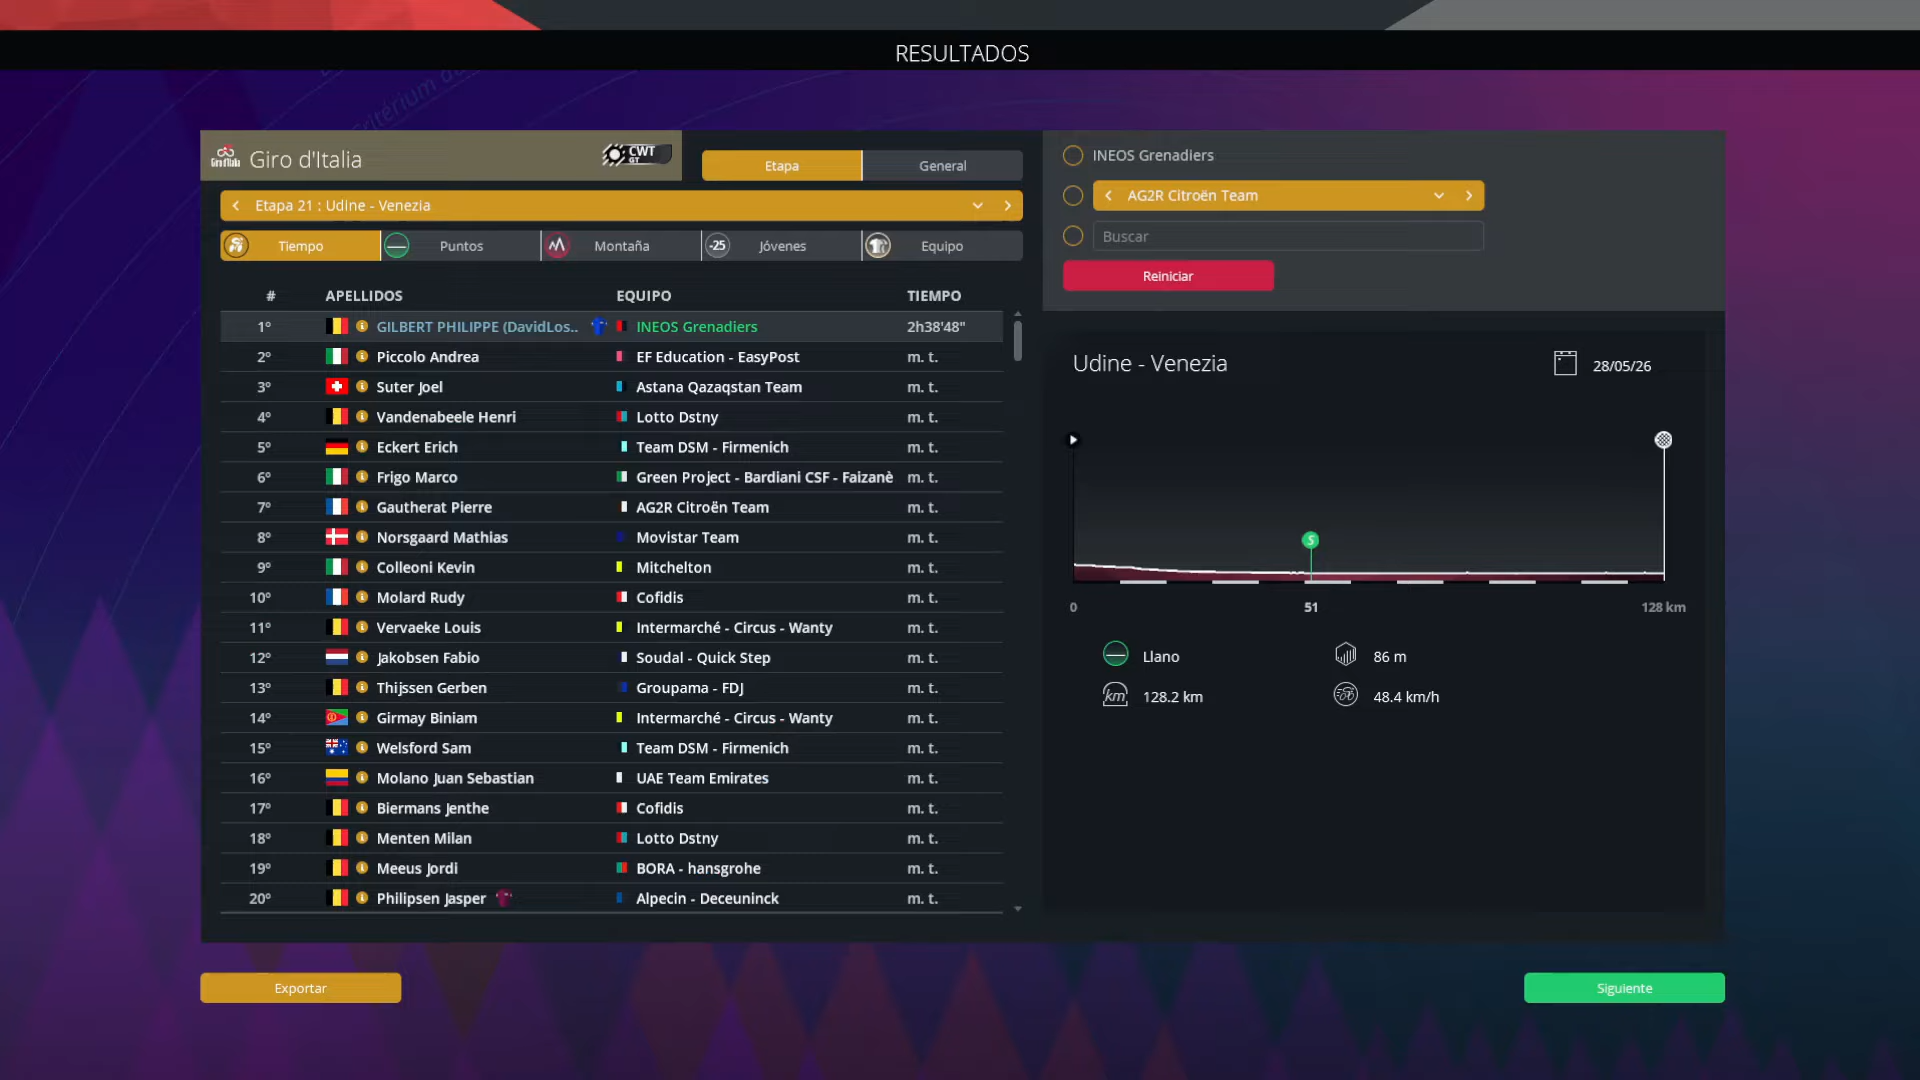 RESULTADOS
Giro d'Italia
Giro d'Italia
CWT
GT
Etapa
General
Etapa 21 : Udine - Venezia
Tiempo
Puntos
Montaña
-25
Jóvenes
Equipo
# APELLIDOS EQUIPO TIEMPO
1º GILBERT PHILIPPE (DavidLos.. INEOS Grenadiers 2h38'48"
2º Piccolo Andrea EF Education - EasyPost m. t.
3º Suter Joel Astana Qazaqstan Team m. t.
4º Vandenabeele Henri Lotto Dstny m. t.
5º Eckert Erich Team DSM - Firmenich m. t.
6º Frigo Marco Green Project - Bardiani CSF - Faizanè m. t.
7º Gautherat Pierre AG2R Citroën Team m. t.
8º Norsgaard Mathias Movistar Team m. t.
9º Colleoni Kevin Mitchelton m. t.
10º Molard Rudy Cofidis m. t.
11º Vervaeke Louis Intermarché - Circus - Wanty m. t.
12º Jakobsen Fabio Soudal - Quick Step m. t.
13º Thijssen Gerben Groupama - FDJ m. t.
14º Girmay Biniam Intermarché - Circus - Wanty m. t.
15º Welsford Sam Team DSM - Firmenich m. t.
16º Molano Juan Sebastian UAE Team Emirates m. t.
17º Biermans Jenthe Cofidis m. t.
18º Menten Milan Lotto Dstny m. t.
19º Meeus Jordi BORA - hansgrohe m. t.
20º Philipsen Jasper Alpecin - Deceuninck m. t.
INEOS Grenadiers
AG2R Citroën Team
Buscar
Reiniciar
Udine - Venezia
28/05/26
S
0
51
128 km
Llano
86 m
km
128.2 km
48.4 km/h
Exportar
Siguiente